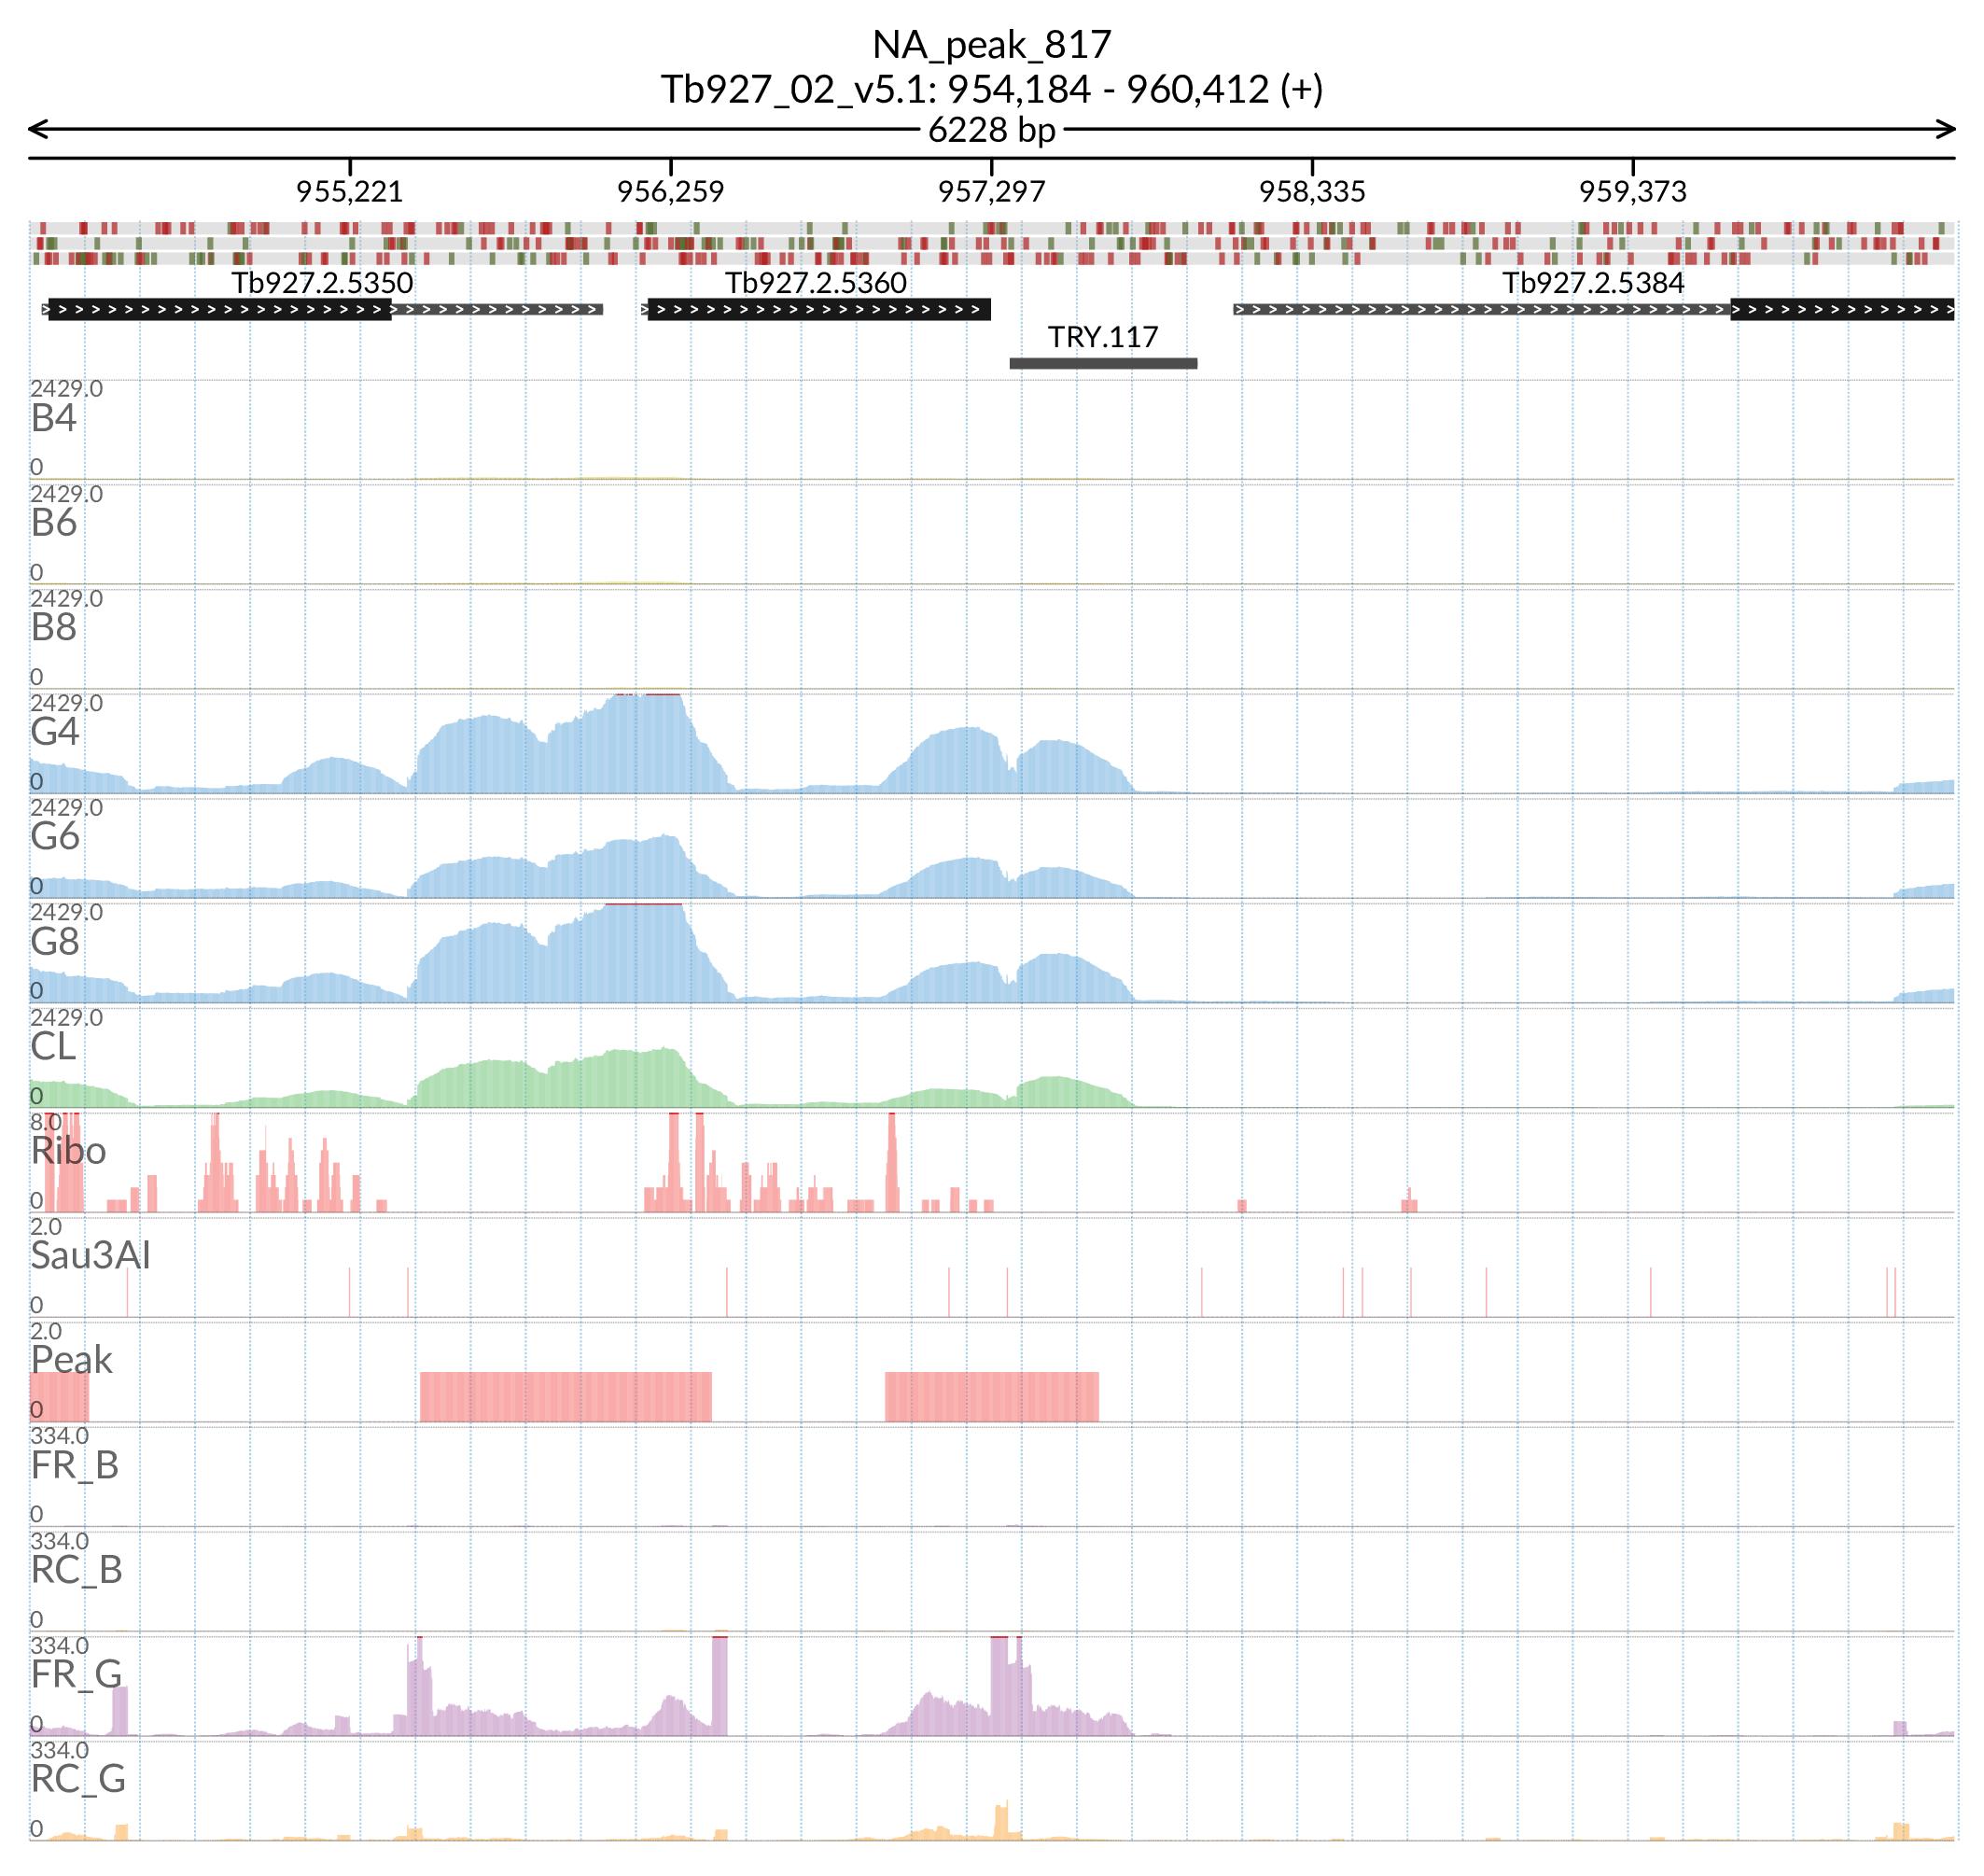 NA_peak_817
Tb927_02_v5.1: 954,184 - 960,412 (+)
6228 bp
955,221 956,259 957,297 958,335 959,373
Tb927.2.5350 Tb927.2.5360 Tb927.2.5384
TRY.117
2429.0
B4
0
2429.0
B6
0
2429.0
B8
0
2429.0
G4
0
2429.0
G6
0
2429.0
G8
0
2429.0
CL
0
8.0
Ribo
0
2.0
Sau3AI
0
2.0
Peak
0
334.0
FR_B
0
334.0
RC_B
0
334.0
FR_G
0
334.0
RC_G
0